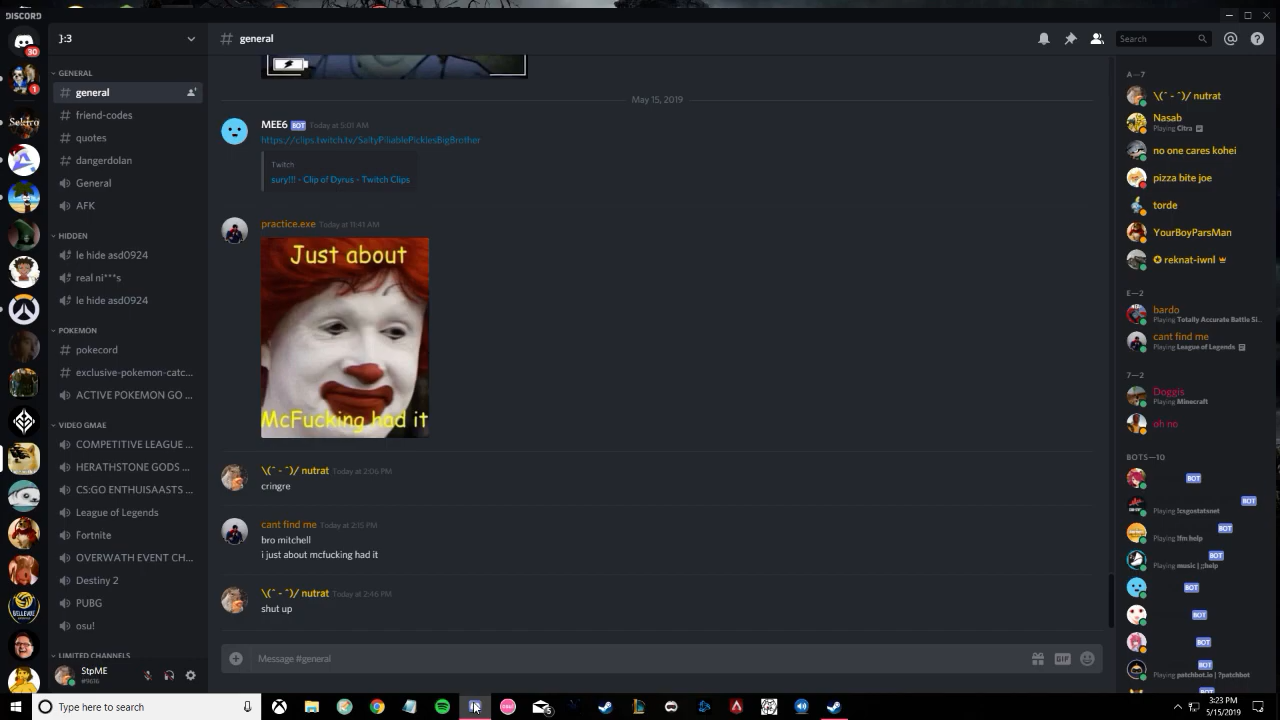 DISCORD
30
1
Sekiro
}:3
GENERAL
# general
# friend-codes
# quotes
# dangerdolan
General
AFK
HIDDEN
le hide asd0924
real ni***s
le hide asd0924
POKEMON
# pokecord
# exclusive-pokemon-catc...
ACTIVE POKEMON GO ...
VIDEO GMAE
COMPETITIVE LEAGUE ...
HERATHSTONE GODS ...
CS:GO ENTHUISAASTS ...
League of Legends
Fortnite
OVERWATH EVENT CH...
Destiny 2
PUBG
osu!
LIMITED CHANNELS
StpME
#9616
# general
Search
May 15, 2019
MEE6 BOT Today at 5:01 AM
https://clips.twitch.tv/SaltyPliablePicklesBigBrother
Twitch
sury!!! - Clip of Dyrus - Twitch Clips
practice.exe Today at 11:41 AM
Just about
McFucking had it
\(ˆ - ˆ)/ nutrat Today at 2:06 PM
cringre
cant find me Today at 2:15 PM
bro mitchell
i just about mcfucking had it
\(ˆ - ˆ)/ nutrat Today at 2:46 PM
shut up
Message #general
GIF
A—7
\(ˆ - ˆ)/ nutrat
Nasab
Playing Citra
no one cares kohei
pizza bite joe
torde
YourBoyParsMan
✪ reknat-iwnl
E—2
bardo
Playing Totally Accurate Battle Si...
cant find me
Playing League of Legends
7—2
Doggis
Playing Minecraft
oh no
BOTS—10
BOT
BOT
Playing !csgostatsnet
BOT
Playing !fm help
BOT
Playing music | ;;help
BOT
BOT
BOT
BOT
Playing patchbot.io | ?patchbot
BOT
Type here to search
3:23 PM
5/15/2019